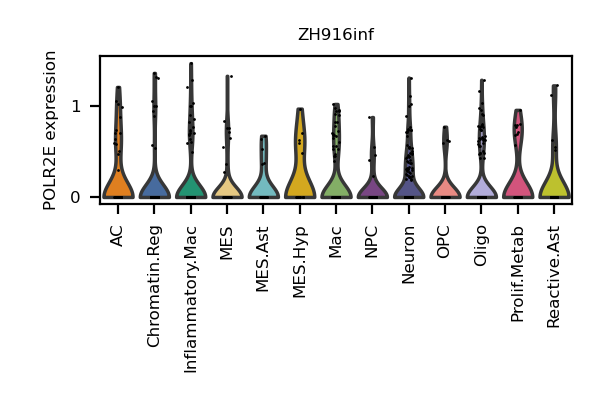 ZH916inf
POLR2E expression
1
0
AC
Chromatin.Reg
Inflammatory.Mac
MES
MES.Ast
MES.Hyp
Mac
NPC
Neuron
OPC
Oligo
Prolif.Metab
Reactive.Ast